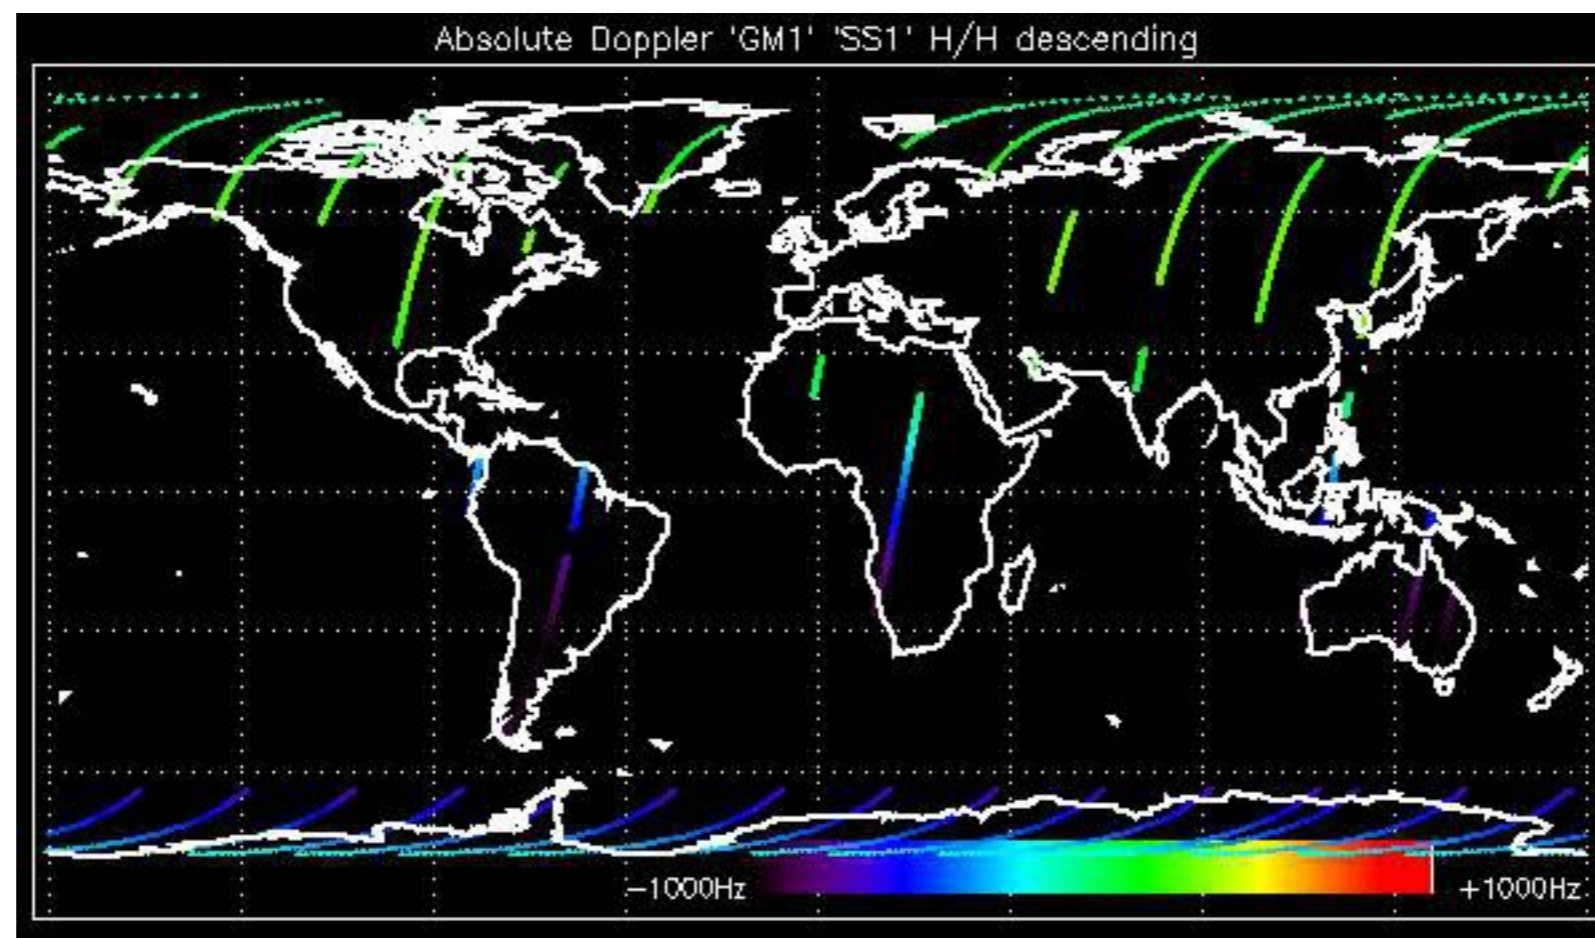 Absolute Doppler 'GM1' 'SS1' H/H descending
-1000Hz
+1000Hz